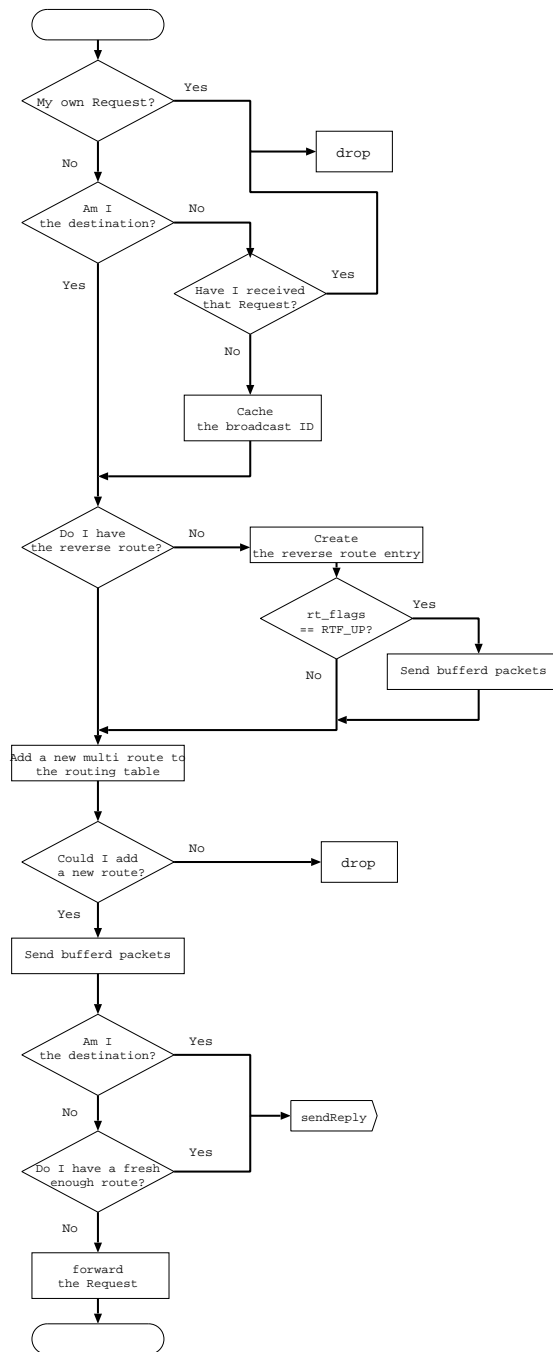 My own Request?
Yes
drop
No
Am I
the destination?
No
Yes
Have I received
that Request?
Yes
No
Cache
the broadcast ID
Do I have
the reverse route?
No
Create
the reverse route entry
rt_flags
== RTF_UP?
Yes
No
Send bufferd packets
Add a new multi route to
the routing table
Could I add
a new route?
No
drop
Yes
Send bufferd packets
Am I
the destination?
Yes
No
sendReply
Do I have a fresh
enough route?
Yes
No
forward
the Request